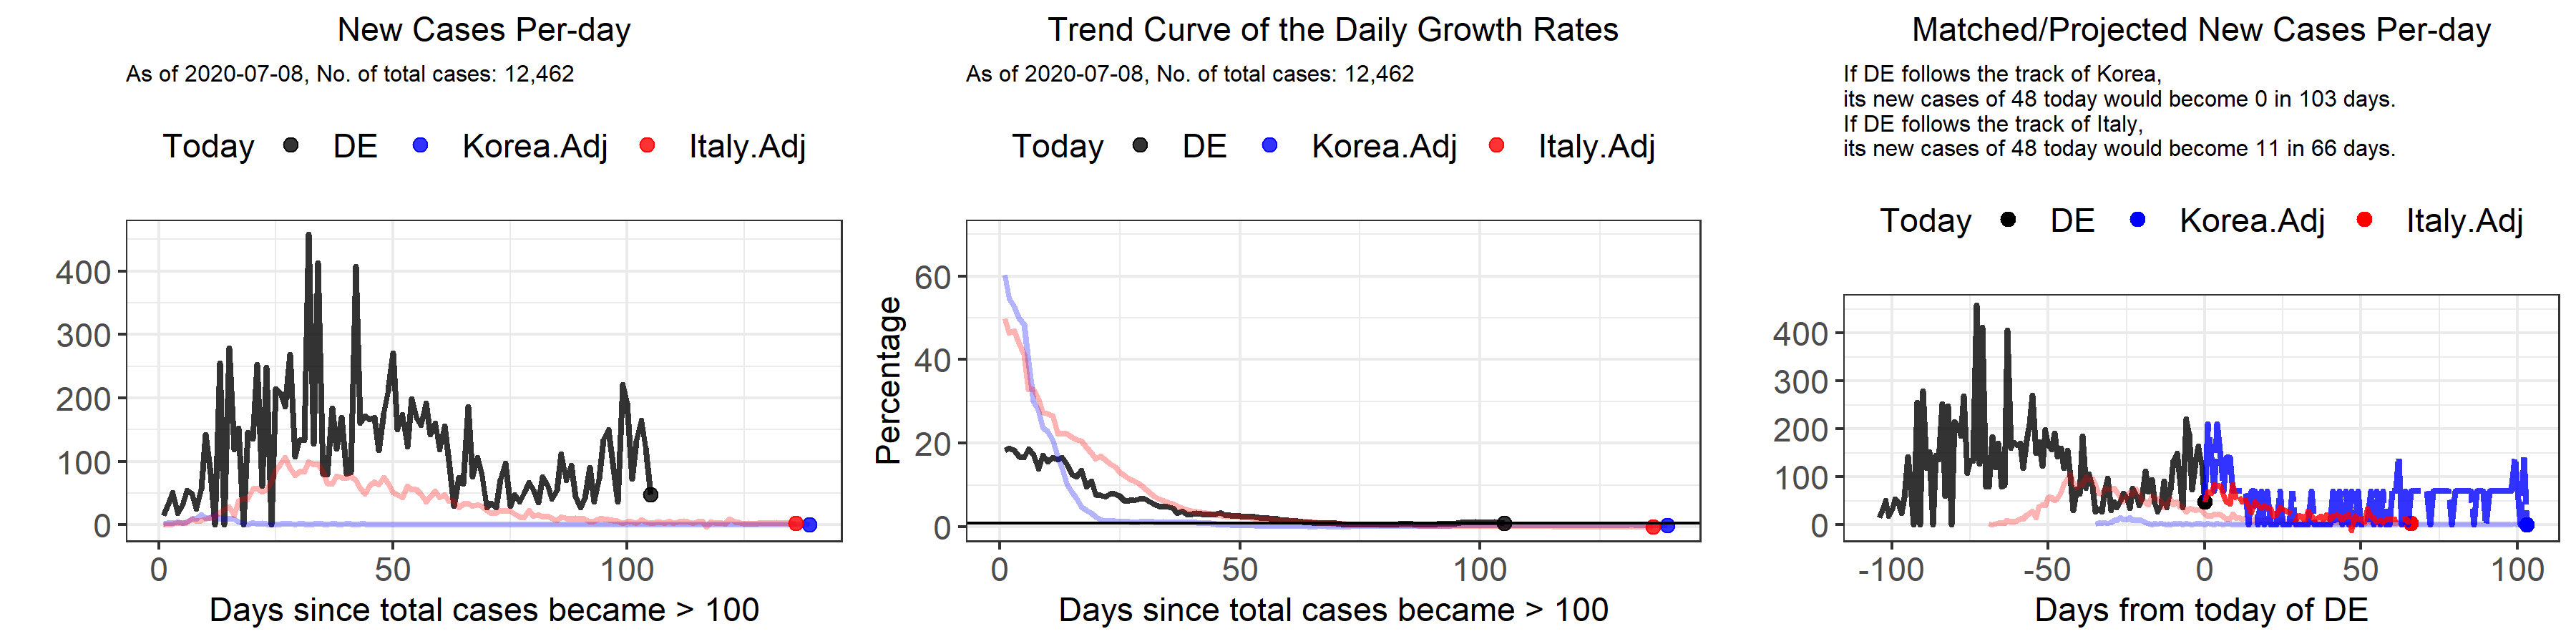 New Cases Per-day
As of 2020-07-08, No. of total cases: 12,462
Today DE Korea.Adj Italy.Adj
400
300
200
100
0
0 50 100
Days since total cases became > 100
Trend Curve of the Daily Growth Rates
As of 2020-07-08, No. of total cases: 12,462
Today DE Korea.Adj Italy.Adj
Percentage
60
40
20
0
0 50 100
Days since total cases became > 100
Matched/Projected New Cases Per-day
If DE follows the track of Korea,
its new cases of 48 today would become 0 in 103 days.
If DE follows the track of Italy,
its new cases of 48 today would become 11 in 66 days.
Today DE Korea.Adj Italy.Adj
400
300
200
100
0
-100 -50 0 50 100
Days from today of DE